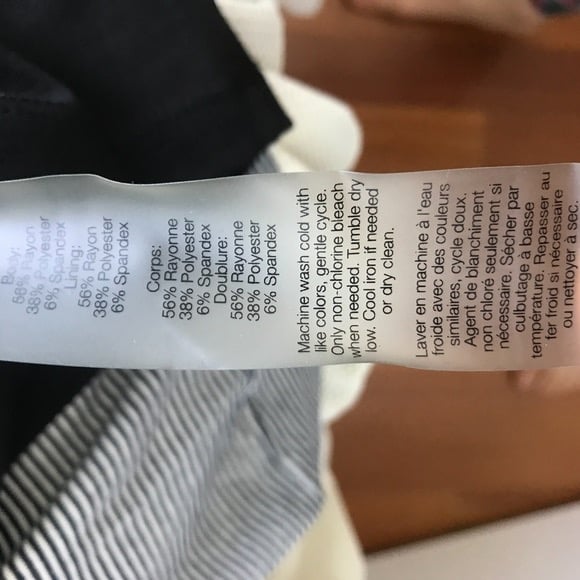 Body:
56% Rayon
38% Polyester
6% Spandex
Lining:
56% Rayon
38% Polyester
6% Spandex
Corps:
56% Rayonne
38% Polyester
6% Spandex
Doublure:
56% Rayonne
38% Polyester
6% Spandex
Machine wash cold with
like colors, gentle cycle.
Only non-chlorine bleach
when needed. Tumble dry
low. Cool iron if needed
or dry clean.
Laver en machine à l'eau
froide avec des couleurs
similaires, cycle doux.
Agent de blanchiment
non chloré seulement si
nécessaire. Sécher par
culbutage à basse
température. Repasser au
fer froid si nécessaire
ou nettoyer à sec.